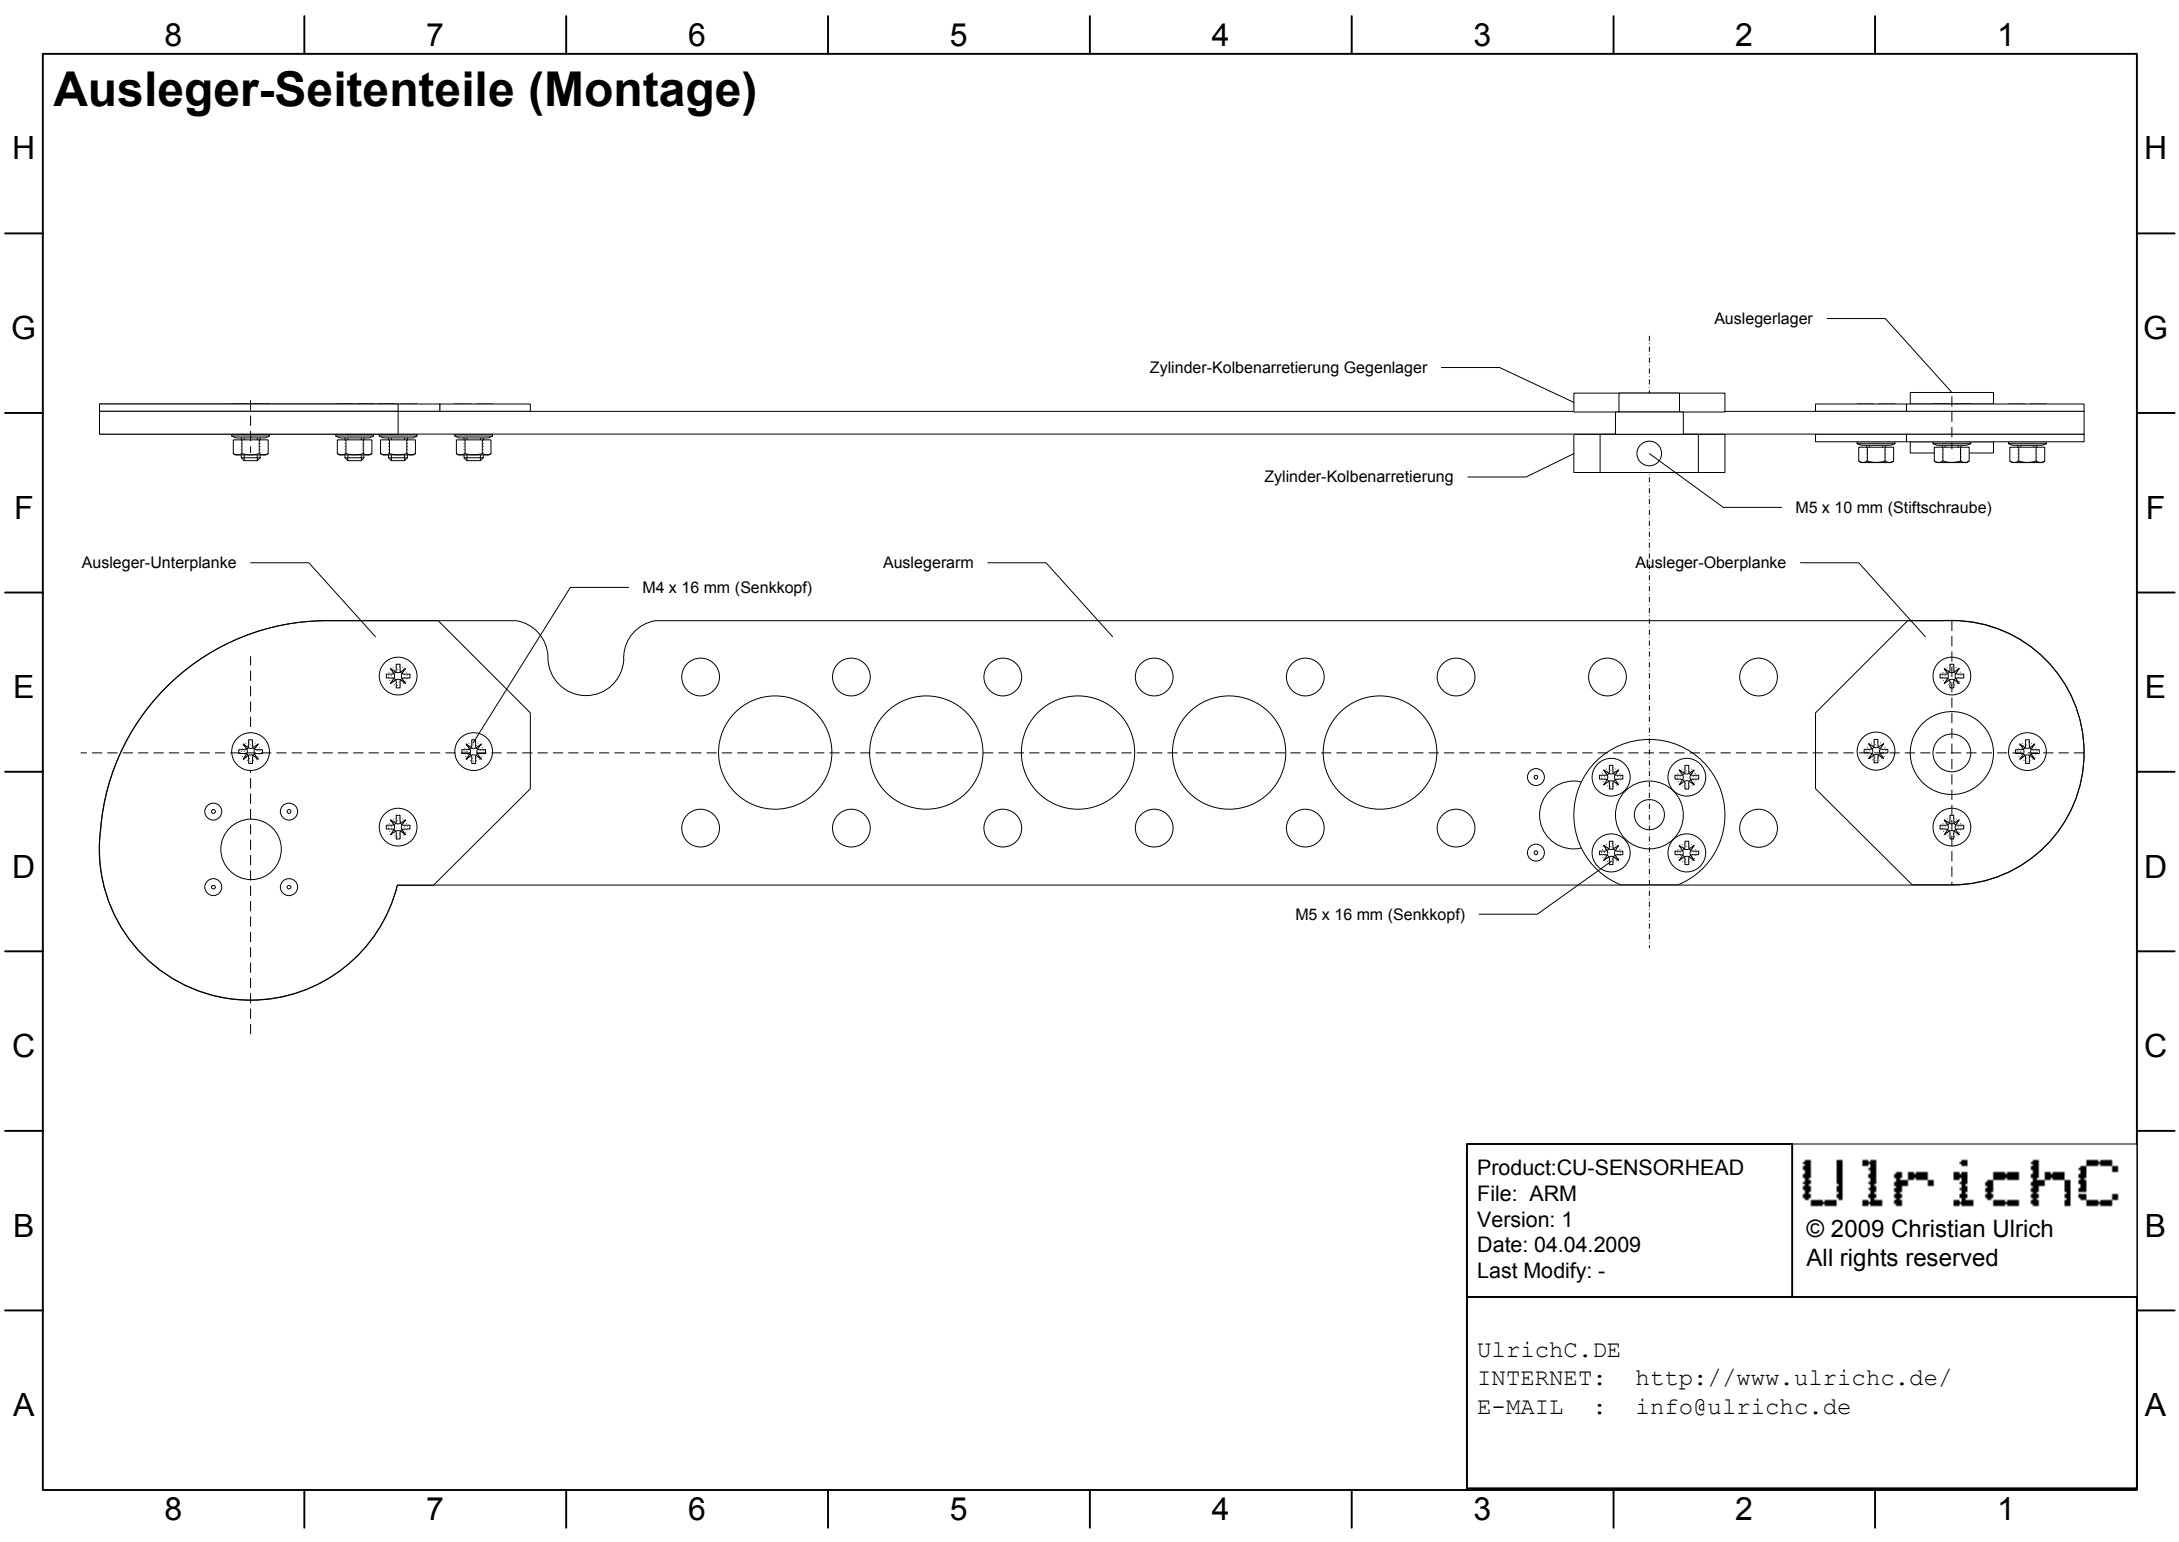 8 7 6 5 4 3 2 1
Ausleger-Seitenteile (Montage)
H H
G G
Auslegerlager
Zylinder-Kolbenarretierung Gegenlager
Zylinder-Kolbenarretierung
M5 x 10 mm (Stiftschraube)
F F
Ausleger-Unterplanke
Auslegerarm
Ausleger-Oberplanke
M4 x 16 mm (Senkkopf)
E E
D D
M5 x 16 mm (Senkkopf)
C C
Product:CU-SENSORHEAD
File: ARM
Version: 1
Date: 04.04.2009
Last Modify: -
UlrichC
© 2009 Christian Ulrich
All rights reserved
B B
UlrichC.DE
INTERNET: http://www.ulrichc.de/
E-MAIL : info@ulrichc.de
A A
8 7 6 5 4 3 2 1